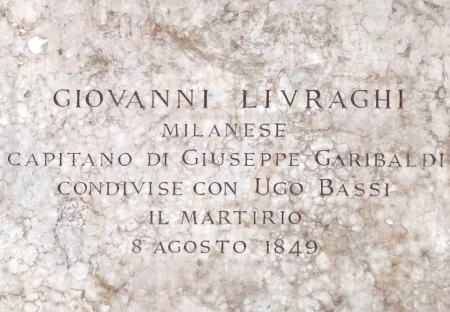 GIOVANNI LIVRAGHI
MILANESE
CAPITANO DI GIUSEPPE GARIBALDI
CONDIVISE CON UGO BASSI
IL MARTIRIO
8 AGOSTO 1849